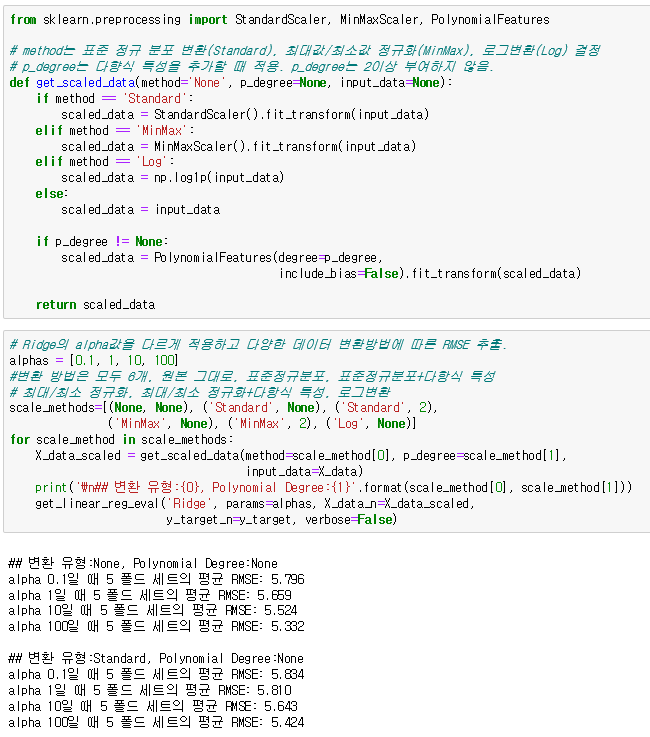 from sklearn.preprocessing import StandardScaler, MinMaxScaler, PolynomialFeatures
# method는 표준 정규 분포 변환(Standard), 최대값/최소값 정규화(MinMax), 로그변환(Log) 결정
# p_degree는 다향식 특성을 추가할 때 적용. p_degree는 2이상 부여하지 않음.
def get_scaled_data(method='None', p_degree=None, input_data=None):
    if method == 'Standard':
        scaled_data = StandardScaler().fit_transform(input_data)
    elif method == 'MinMax':
        scaled_data = MinMaxScaler().fit_transform(input_data)
    elif method == 'Log':
        scaled_data = np.log1p(input_data)
    else:
        scaled_data = input_data
    if p_degree != None:
        scaled_data = PolynomialFeatures(degree=p_degree,
                                         include_bias=False).fit_transform(scaled_data)
    return scaled_data
# Ridge의 alpha값을 다르게 적용하고 다양한 데이터 변환방법에 따른 RMSE 추출.
alphas = [0.1, 1, 10, 100]
#변환 방법은 모두 6개, 원본 그대로, 표준정규분포, 표준정규분포+다항식 특성
# 최대/최소 정규화, 최대/최소 정규화+다항식 특성, 로그변환
scale_methods=[(None, None), ('Standard', None), ('Standard', 2),
               ('MinMax', None), ('MinMax', 2), ('Log', None)]
for scale_method in scale_methods:
    X_data_scaled = get_scaled_data(method=scale_method[0], p_degree=scale_method[1],
                                    input_data=X_data)
    print('₩n## 변환 유형:{0}, Polynomial Degree:{1}'.format(scale_method[0], scale_method[1]))
    get_linear_reg_eval('Ridge', params=alphas, X_data_n=X_data_scaled,
                        y_target_n=y_target, verbose=False)
## 변환 유형:None, Polynomial Degree:None
alpha 0.1일 때 5 폴드 세트의 평균 RMSE: 5.796
alpha 1일 때 5 폴드 세트의 평균 RMSE: 5.659
alpha 10일 때 5 폴드 세트의 평균 RMSE: 5.524
alpha 100일 때 5 폴드 세트의 평균 RMSE: 5.332
## 변환 유형:Standard, Polynomial Degree:None
alpha 0.1일 때 5 폴드 세트의 평균 RMSE: 5.834
alpha 1일 때 5 폴드 세트의 평균 RMSE: 5.810
alpha 10일 때 5 폴드 세트의 평균 RMSE: 5.643
alpha 100일 때 5 폴드 세트의 평균 RMSE: 5.424